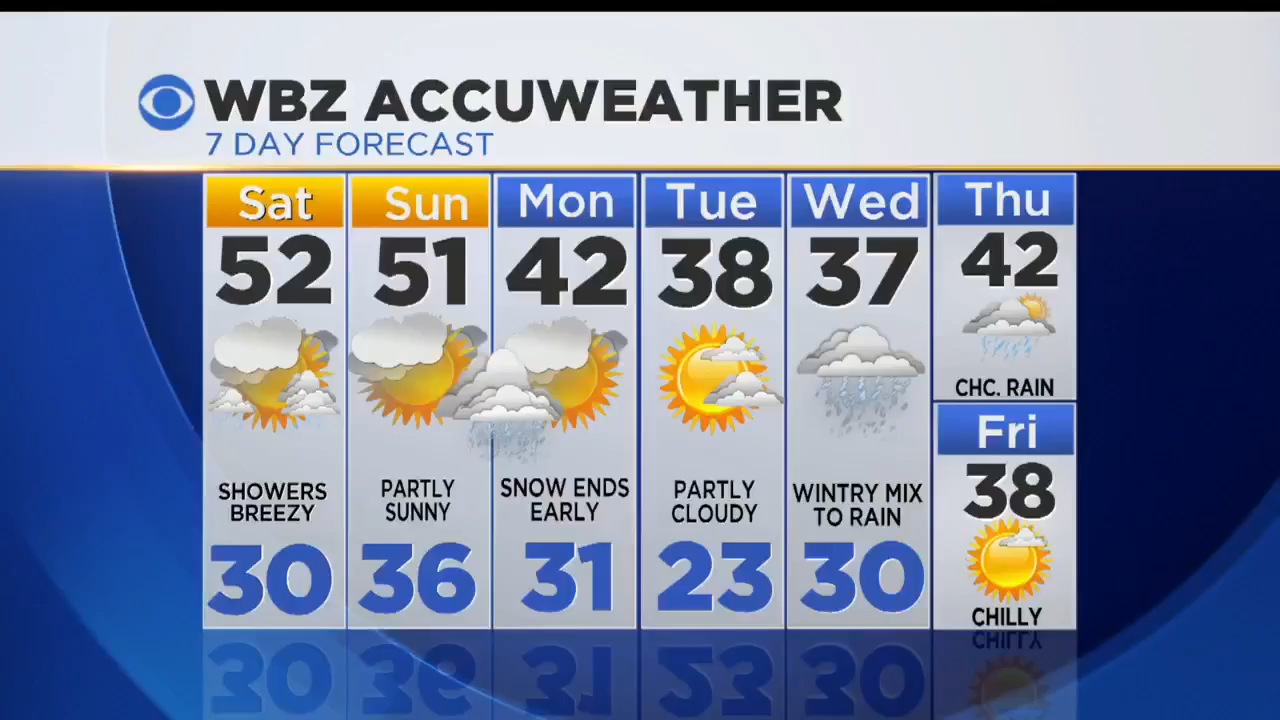 WBZ ACCUWEATHER
7 DAY FORECAST
Sat
52
SHOWERS
BREEZY
30
Sun
51
PARTLY
SUNNY
36
Mon
42
SNOW ENDS
EARLY
31
Tue
38
PARTLY
CLOUDY
23
Wed
37
WINTRY MIX
TO RAIN
30
Thu
42
CHC. RAIN
Fri
38
CHILLY